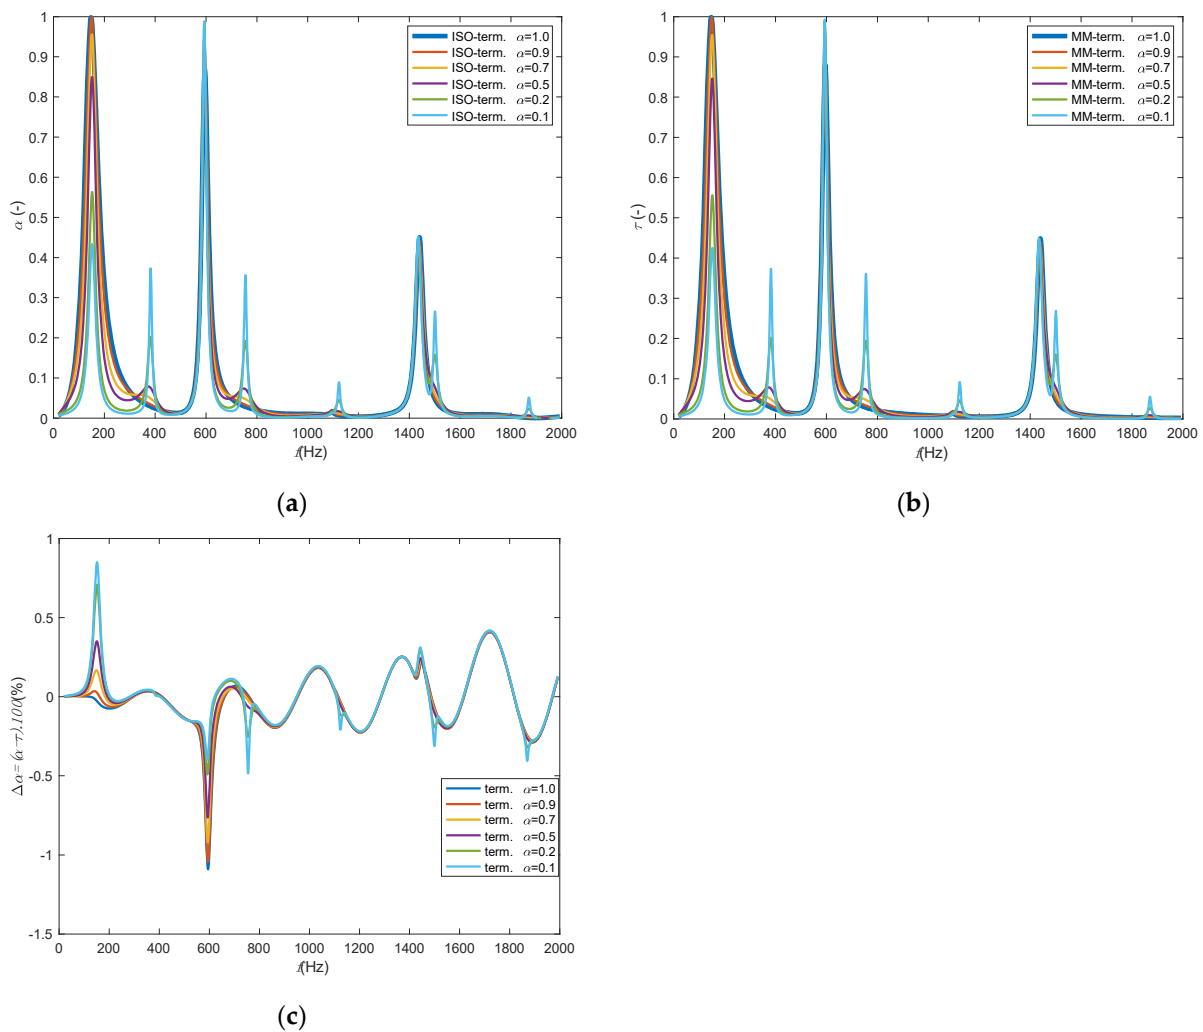 1
0.9
0.8
0.7
0.6
0.5
0.4
0.3
0.2
0.1
0
α (-)
0 200 400 600 800 1000 1200 1400 1600 1800 2000
f(Hz)
ISO-term. α=1.0
ISO-term. α=0.9
ISO-term. α=0.7
ISO-term. α=0.5
ISO-term. α=0.2
ISO-term. α=0.1
(a)
1
0.9
0.8
0.7
0.6
0.5
0.4
0.3
0.2
0.1
0
τ (-)
0 200 400 600 800 1000 1200 1400 1600 1800 2000
f(Hz)
MM-term. α=1.0
MM-term. α=0.9
MM-term. α=0.7
MM-term. α=0.5
MM-term. α=0.2
MM-term. α=0.1
(b)
1
0.5
0
-0.5
-1
-1.5
Δα=(α-τ).100(%)
0 200 400 600 800 1000 1200 1400 1600 1800 2000
f(Hz)
term. α=1.0
term. α=0.9
term. α=0.7
term. α=0.5
term. α=0.2
term. α=0.1
(c)